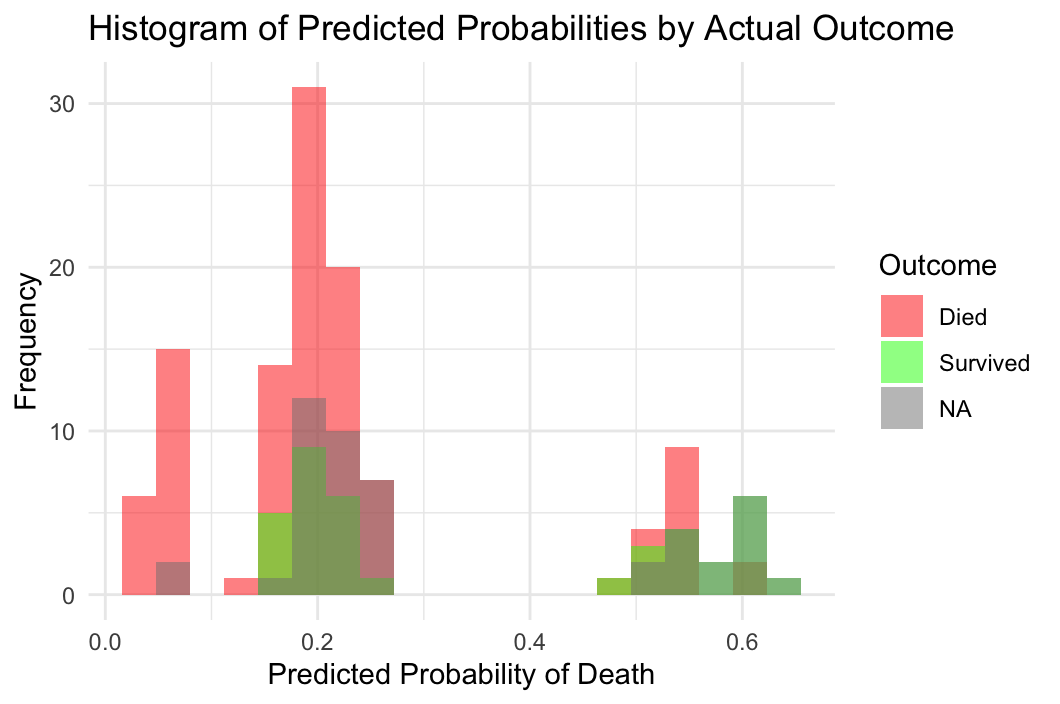 Histogram of Predicted Probabilities by Actual Outcome
Frequency
30
20
10
0
0.0
0.2
0.4
0.6
Predicted Probability of Death
Outcome
Died
Survived
NA